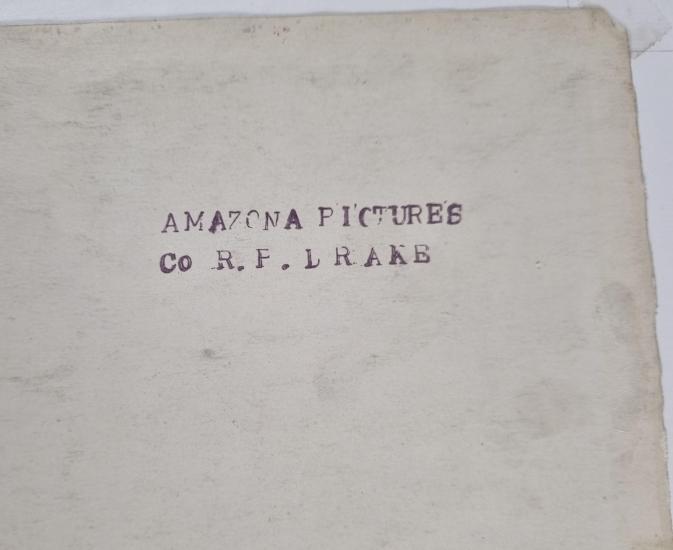 AMAZONA PICTURES
Co R. F. DRAKE